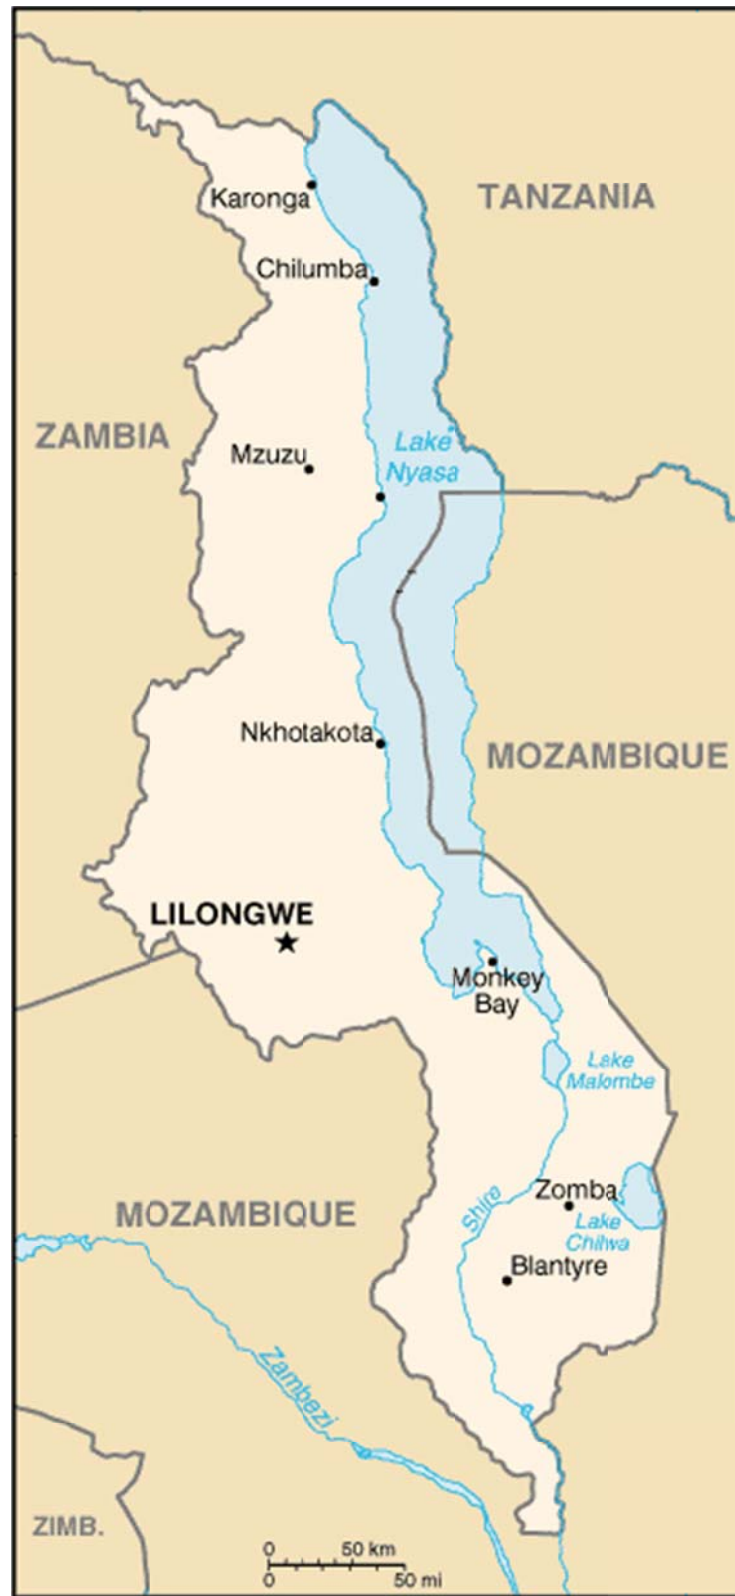 TANZANIA
Karonga
Chilumba
ZAMBIA
Lake
Nyasa
Mzuzu
Nkhotakota
MOZAMBIQUE
LILONGWE
Monkey
Bay
Lake
Malombe
Shire
Zomba
MOZAMBIQUE
Lake
Chilwa
Blantyre
Zambezi
ZIMB.
0 50 km
0 50 mi